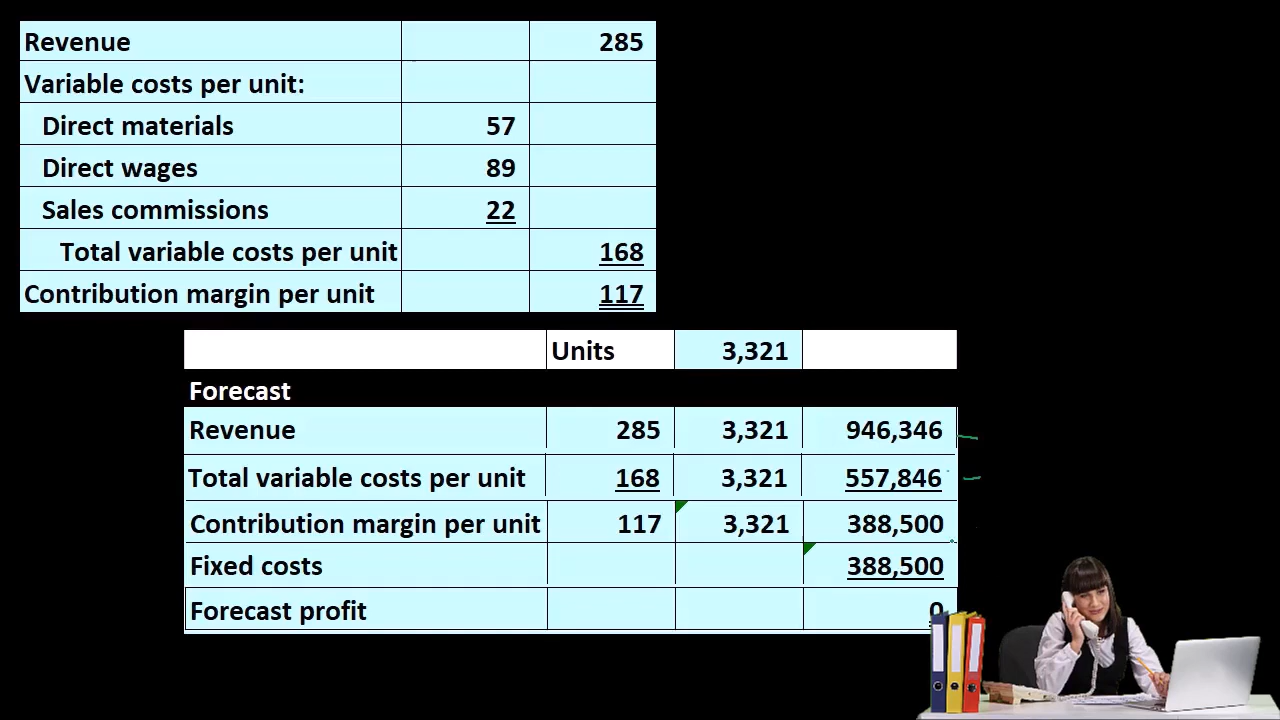 Revenue 285
Variable costs per unit:
Direct materials 57
Direct wages 89
Sales commissions 22
Total variable costs per unit 168
Contribution margin per unit 117
Units 3,321
Forecast
Revenue 285 3,321 946,346
Total variable costs per unit 168 3,321 557,846
Contribution margin per unit 117 3,321 388,500
Fixed costs 388,500
Forecast profit 0